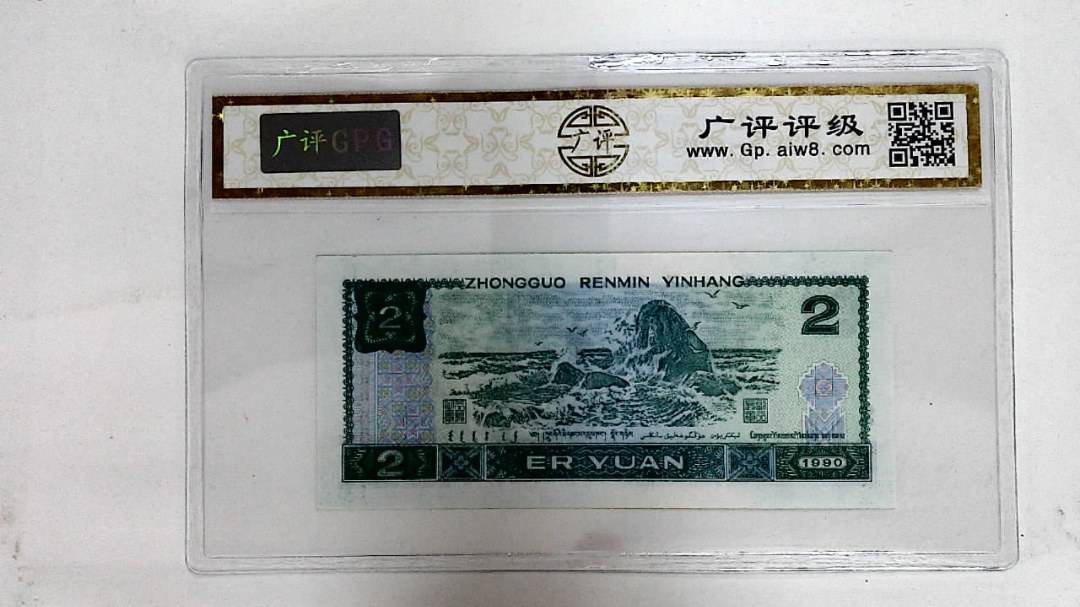 广评GPG
广评
广评评级
www.Gp.aiw8.com
ZHONGGUO RENMIN YINHANG
2
2
2
ER YUAN
1990